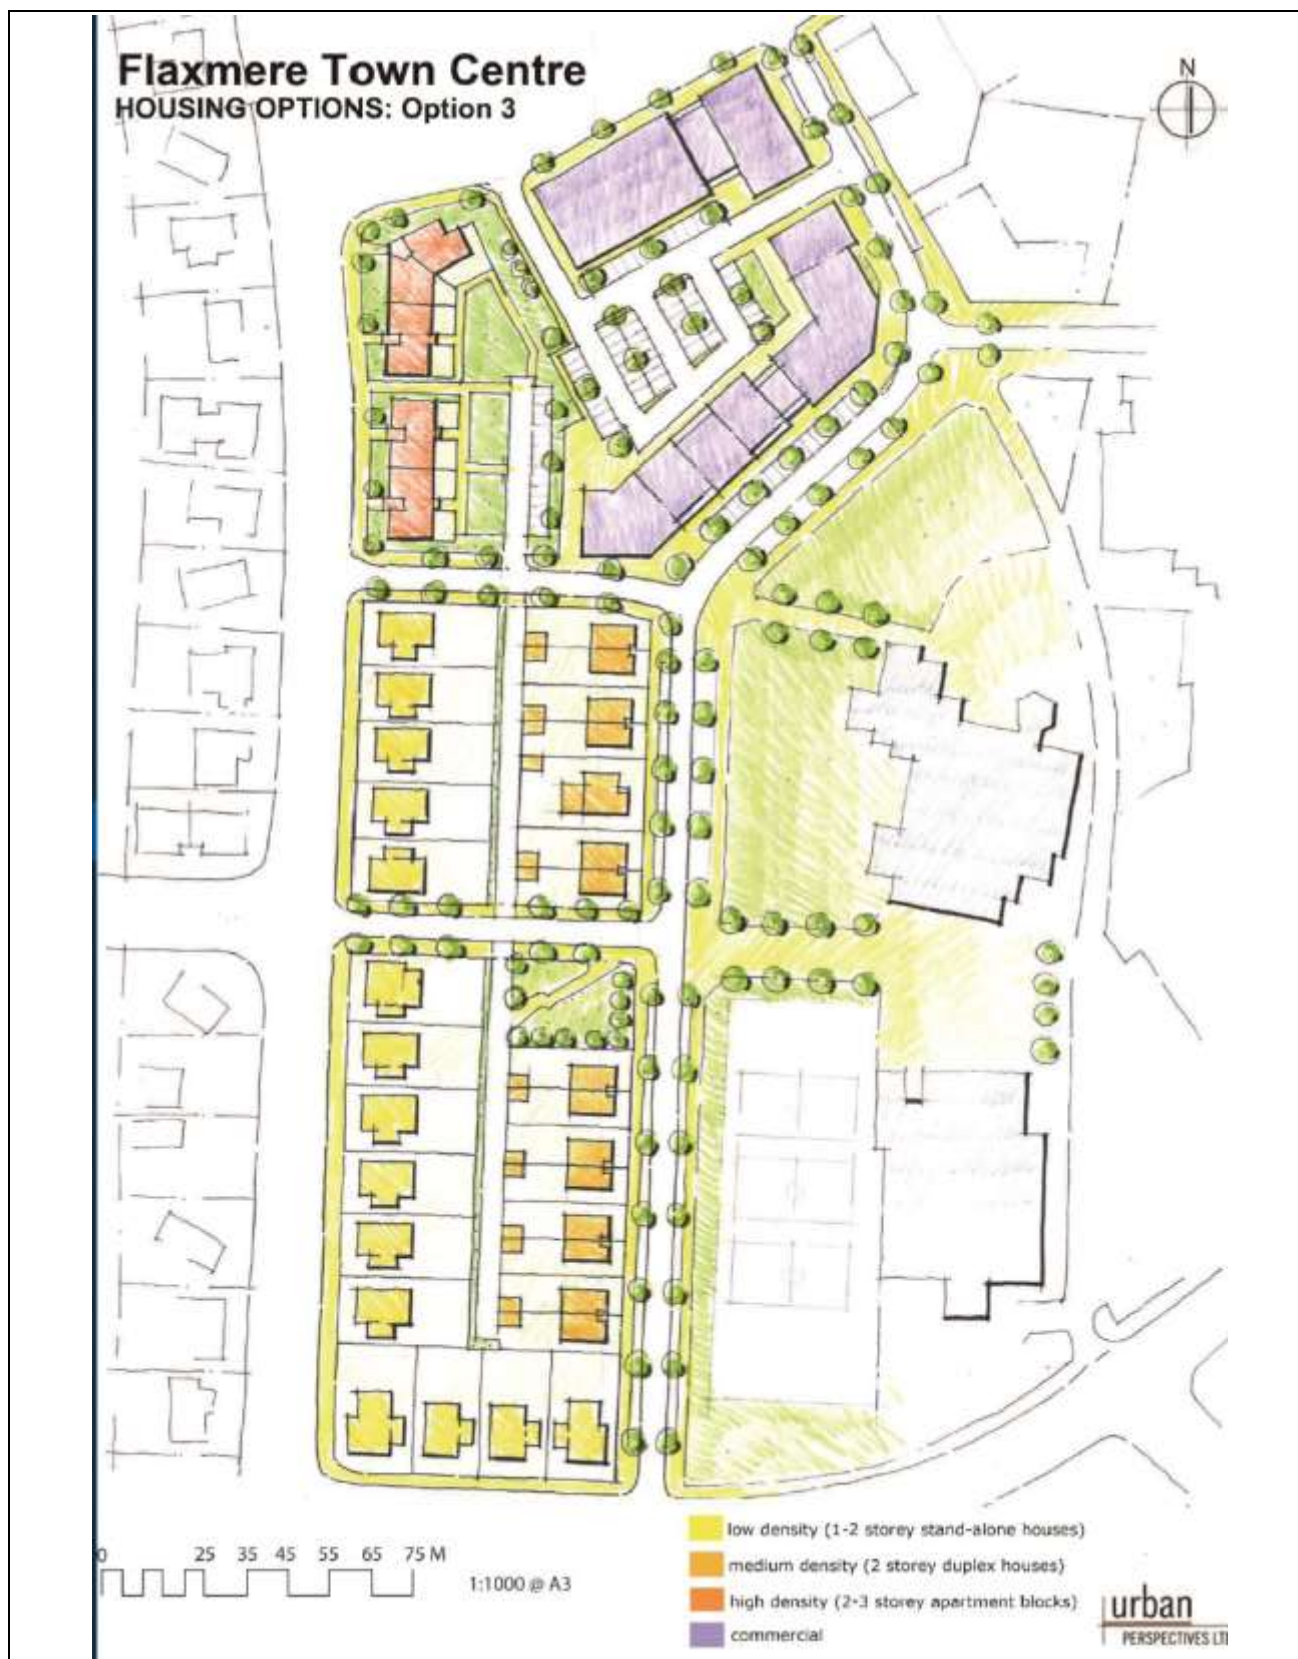 Flaxmere Town Centre
HOUSING OPTIONS: Option 3
N
low density (1-2 storey stand-alone houses)
medium density (2 storey duplex houses)
high density (2-3 storey apartment blocks)
commercial
0 25 35 45 55 65 75 M
1:1000 @ A3
urban
PERSPECTIVES LT